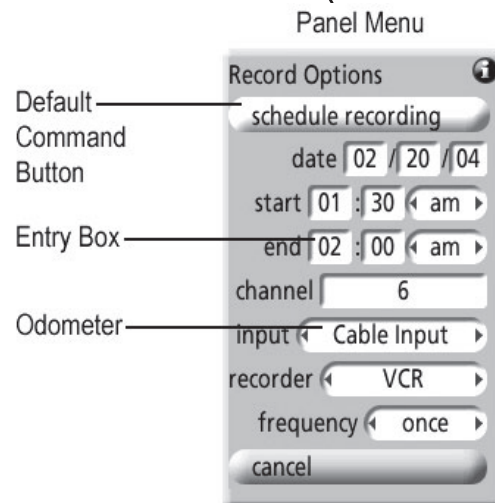 Panel Menu
Record Options i
Default
Command
Button
schedule recording
date 02 / 20 / 04
start 01 : 30 am
Entry Box
end 02 : 00 am
channel 6
Odometer
input Cable Input
recorder VCR
frequency once
cancel